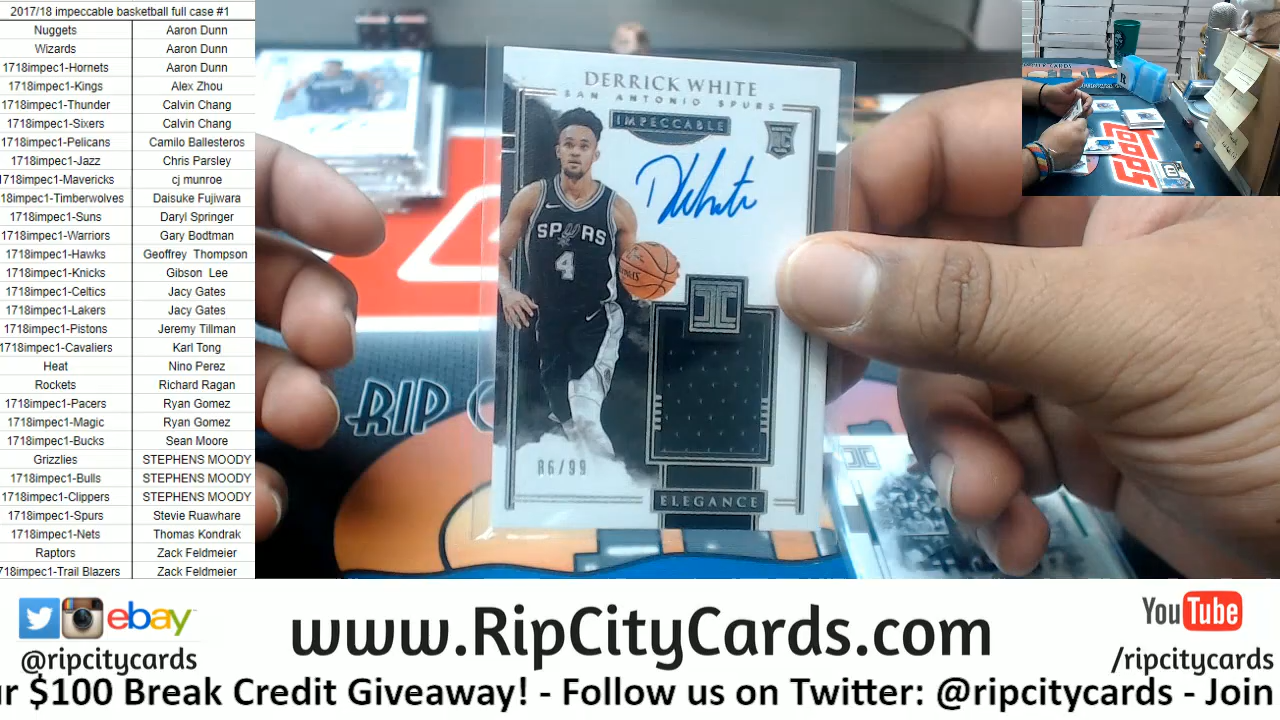 2017/18 impeccable basketball full case #1
Nuggets Aaron Dunn
Wizards Aaron Dunn
1718impec1-Hornets Aaron Dunn
1718impec1-Kings Alex Zhou
1718impec1-Thunder Calvin Chang
1718impec1-Sixers Calvin Chang
1718impec1-Pelicans Camilo Ballesteros
1718impec1-Jazz Chris Parsley
1718impec1-Mavericks cj munroe
1718impec1-Timberwolves Daisuke Fujiwara
1718impec1-Suns Daryl Springer
1718impec1-Warriors Gary Bodtman
1718impec1-Hawks Geoffrey Thompson
1718impec1-Knicks Gibson Lee
1718impec1-Celtics Jacy Gates
1718impec1-Lakers Jacy Gates
1718impec1-Pistons Jeremy Tillman
1718impec1-Cavaliers Karl Tong
Heat Nino Perez
Rockets Richard Ragan
1718impec1-Pacers Ryan Gomez
1718impec1-Magic Ryan Gomez
1718impec1-Bucks Sean Moore
Grizzlies STEPHENS MOODY
1718impec1-Bulls STEPHENS MOODY
1718impec1-Clippers STEPHENS MOODY
1718impec1-Spurs Stevie Ruawhare
1718impec1-Nets Thomas Kondrak
Raptors Zack Feldmeier
718impec1-Trail Blazers Zack Feldmeier
DERRICK WHITE
SAN ANTONIO SPURS
IMPECCABLE
RC
SPURS
4
86/99
ELEGANCE
RIP
Topps
ebay
@ripcitycards
www.RipCityCards.com
YouTube
/ripcitycards
r $100 Break Credit Giveaway! - Follow us on Twitter: @ripcitycards - Join